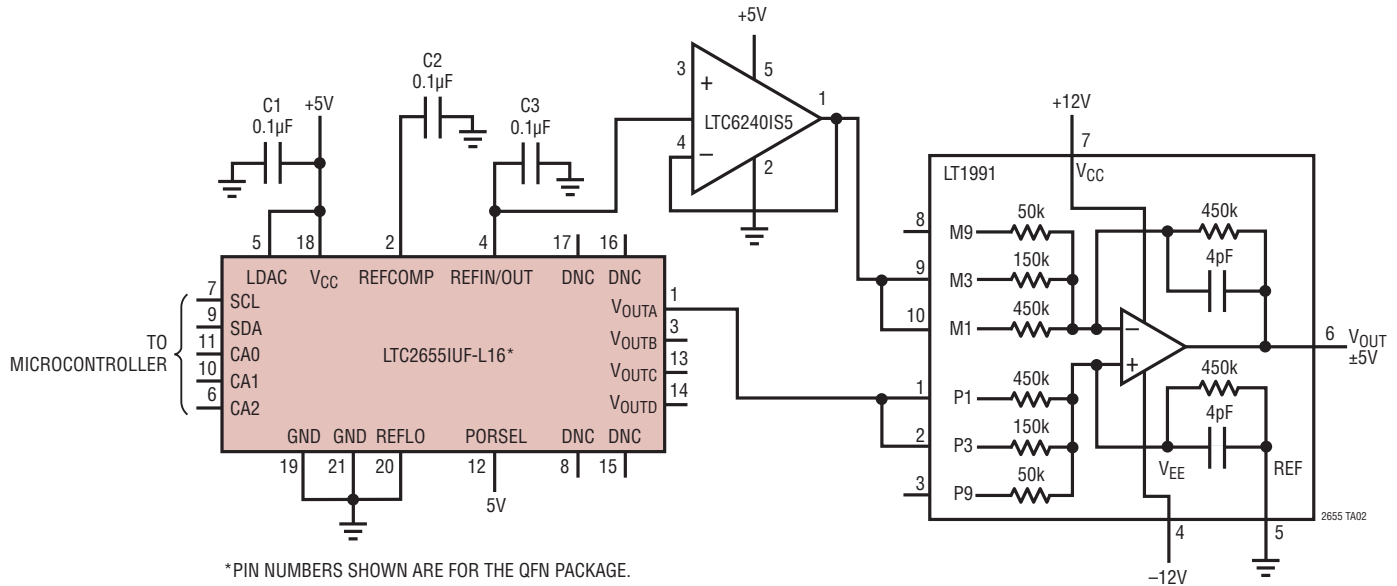 +5V
C2
0.1µF
C1
0.1µF
+5V
C3
0.1µF
3
+
5
1
LTC6240IS5
4
−
2
+12V
7
LT1991
VCC
5
18
2
4
17
16
LDAC
VCC
REFCOMP
REFIN/OUT
DNC
DNC
7
SCL
9
SDA
11
CA0
10
CA1
6
CA2
TO
MICROCONTROLLER
LTC2655IUF-L16*
VOUTA
1
VOUTB
3
VOUTC
13
VOUTD
14
GND
GND
REFLO
PORSEL
DNC
DNC
19
21
20
12
8
15
5V
8
M9
50k
9
M3
150k
10
M1
450k
450k
4pF
−
+
6
VOUT
±5V
1
P1
450k
2
P3
150k
3
P9
50k
450k
4pF
VEE
REF
4
5
−12V
2655 TA02
*PIN NUMBERS SHOWN ARE FOR THE QFN PACKAGE.